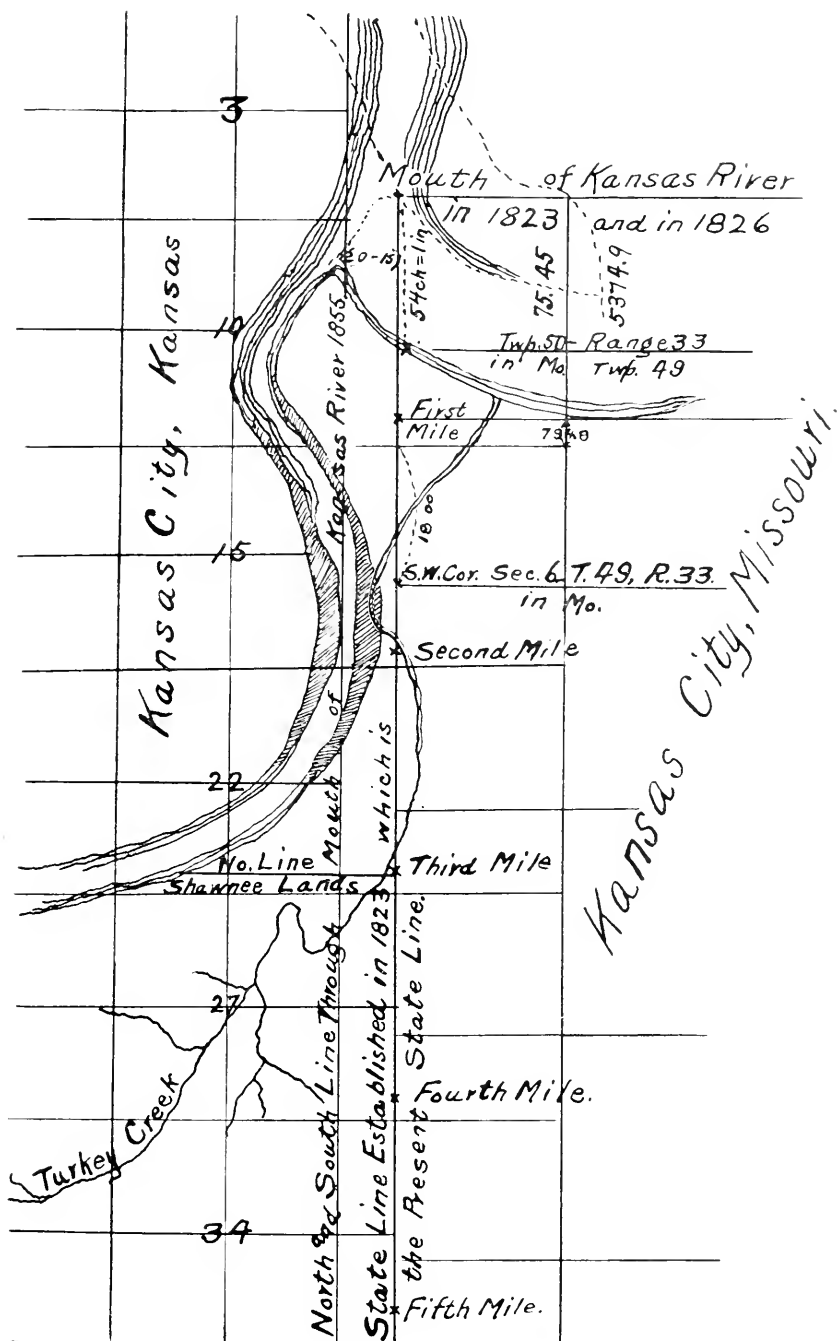 3
Mouth of Kansas River
in 1823 and in 1826
54ch=1in
75.45
5374.9
10
Twp. 50- Range 33
in Mo. Twp. 49
First
Mile
79
18 00
15
S.W. Cor. Sec. 6 T. 49, R. 33
in Mo.
Second Mile
22
No. Line
Shawnee Lands
Third Mile
27
Fourth Mile.
Turkey Creek
34
Fifth Mile.
Kansas City, Kansas
Kansas City, Missouri.
North and South Line Through Mouth of Kansas River 1855
State Line Established in 1823 which is
the Present State Line.